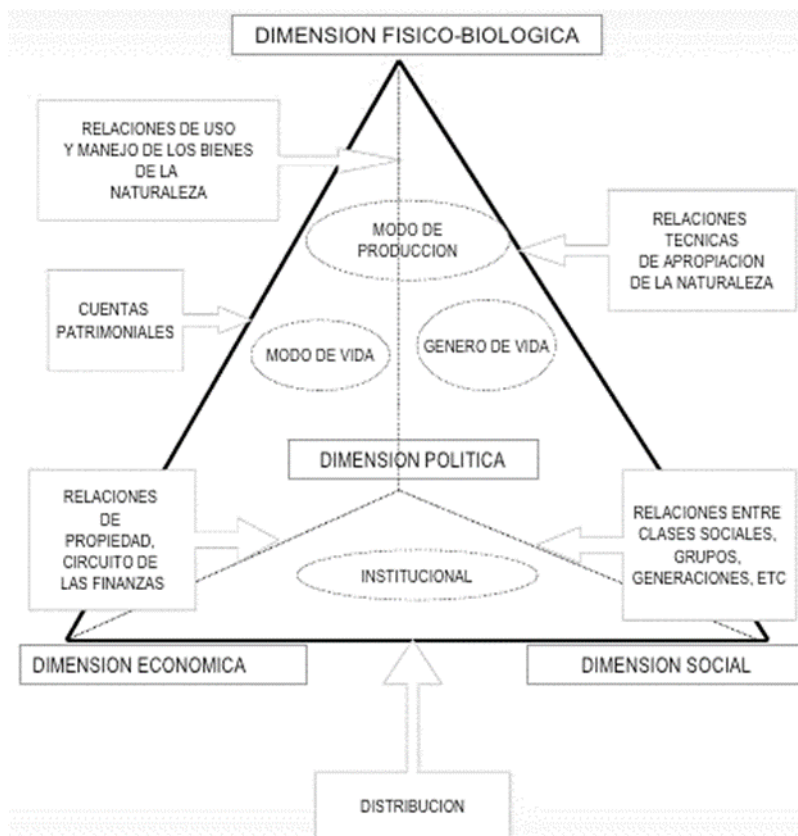 DIMENSION FISICO-BIOLOGICA
RELACIONES DE USO
Y MANEJO DE LOS BIENES
DE LA
NATURALEZA
MODO DE
PRODUCCION
RELACIONES
TECNICAS
DE APROPIACION
DE LA NATURALEZA
CUENTAS
PATRIMONIALES
MODO DE VIDA
GENERO DE VIDA
DIMENSION POLITICA
RELACIONES
DE
PROPIEDAD,
CIRCUITO DE
LAS FINANZAS
RELACIONES ENTRE
CLASES SOCIALES,
GRUPOS,
GENERACIONES, ETC
INSTITUCIONAL
DIMENSION ECONOMICA
DIMENSION SOCIAL
DISTRIBUCION